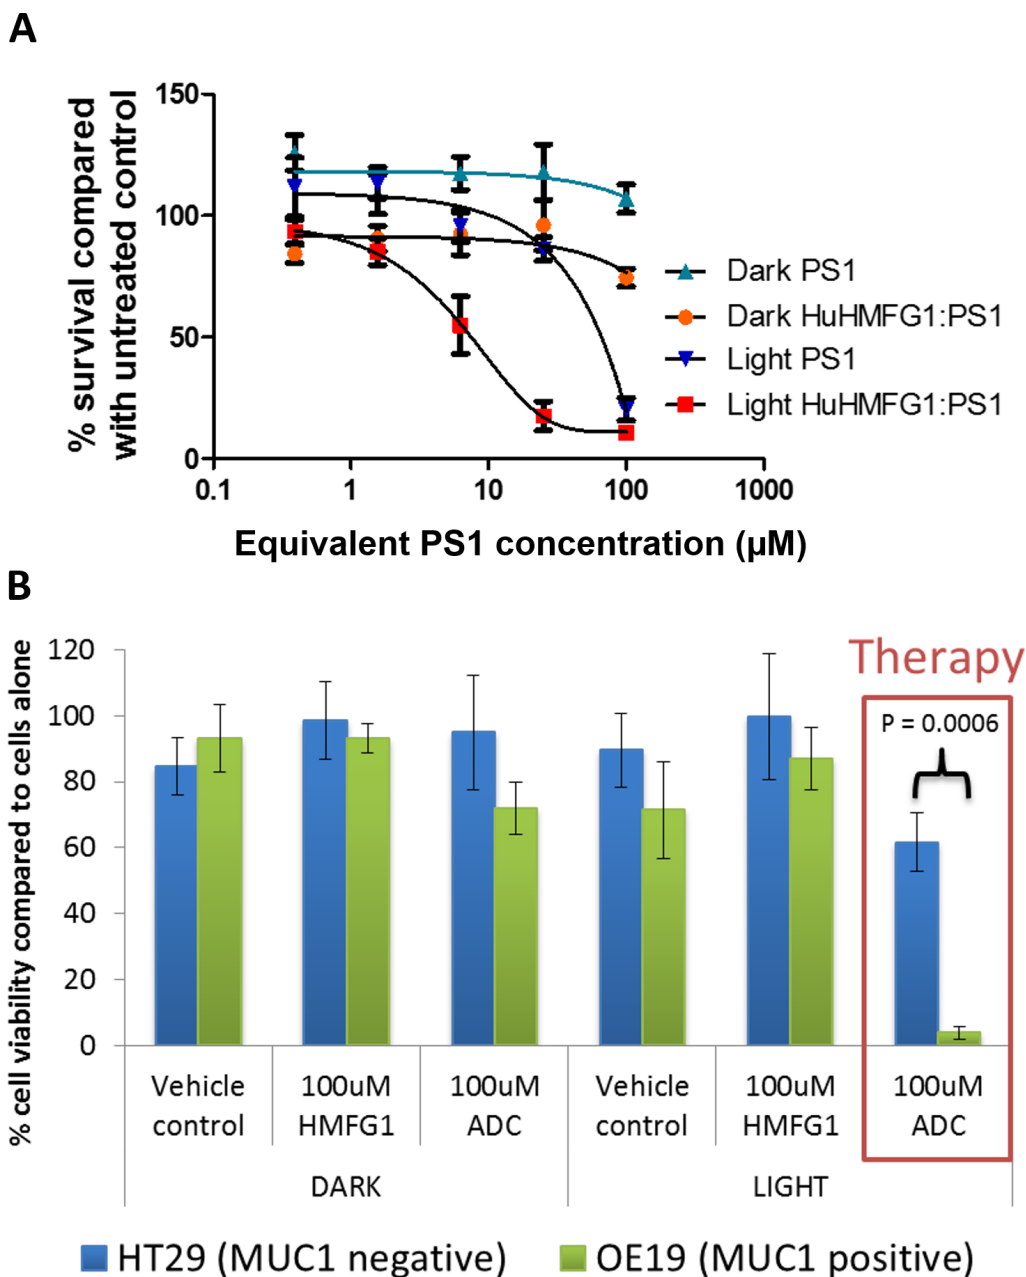 A
% survival compared
with untreated control
150
100
50
0
0.1 1 10 100 1000
Equivalent PS1 concentration (µM)
Dark PS1
Dark HuHMFG1:PS1
Light PS1
Light HuHMFG1:PS1
B
% cell viability compared to cells alone
120
100
80
60
40
20
0
Therapy
P = 0.0006
Vehicle control
100uM HMFG1
100uM ADC
Vehicle control
100uM HMFG1
100uM ADC
DARK LIGHT
HT29 (MUC1 negative) OE19 (MUC1 positive)